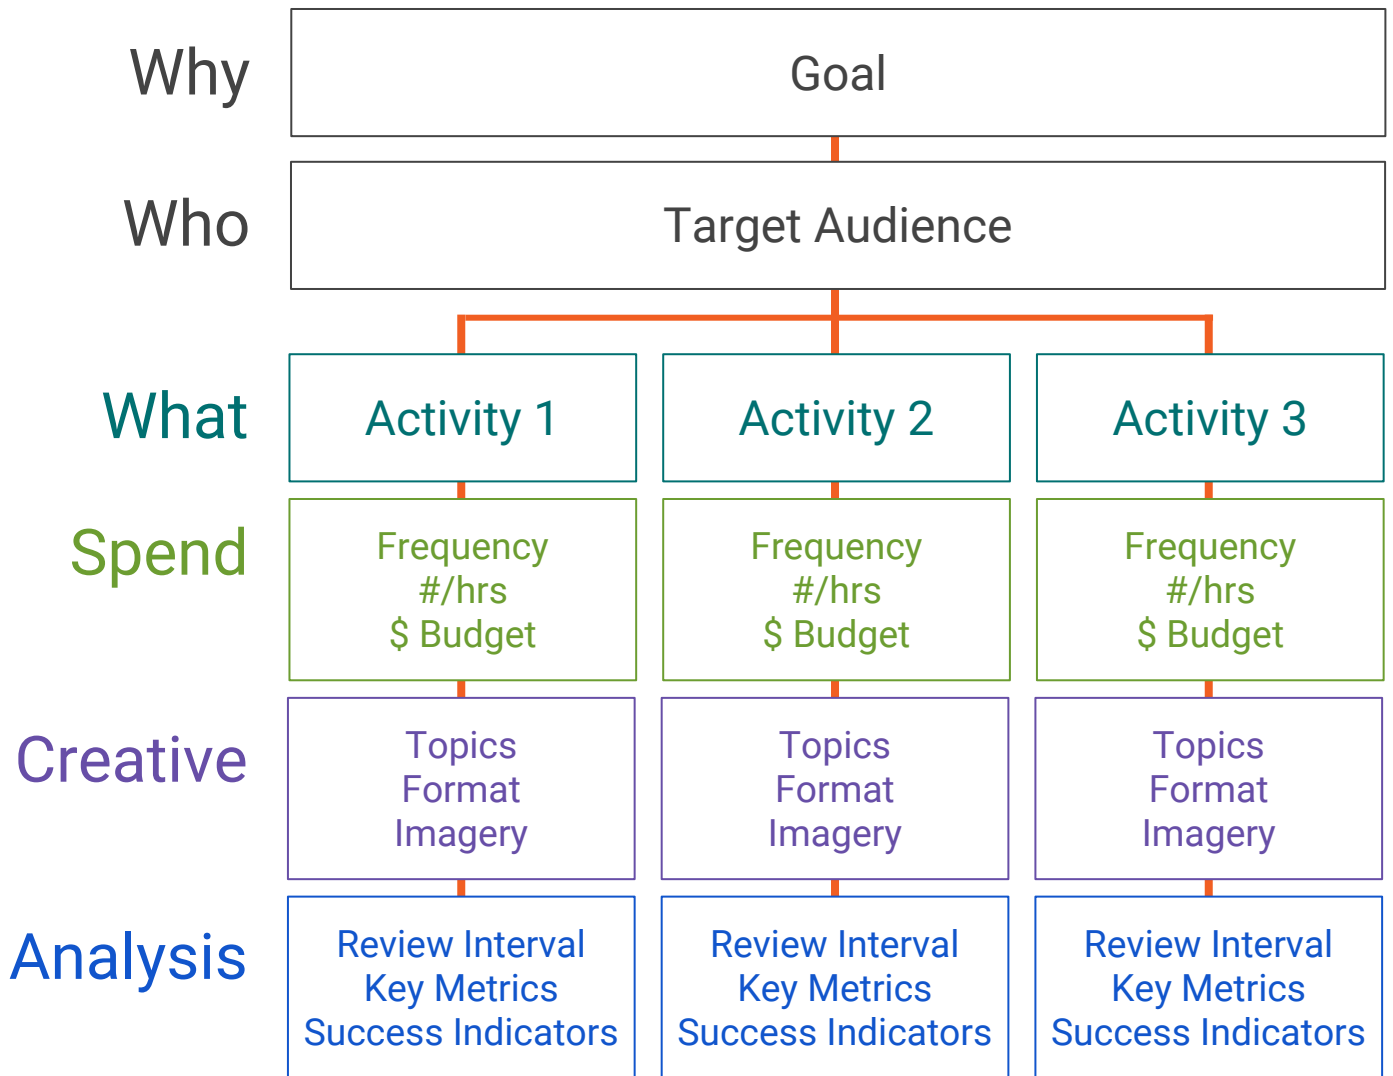 Why
Goal
Who
Target Audience
What
Activity 1
Activity 2
Activity 3
Spend
Frequency
#/hrs
$ Budget
Frequency
#/hrs
$ Budget
Frequency
#/hrs
$ Budget
Creative
Topics
Format
Imagery
Topics
Format
Imagery
Topics
Format
Imagery
Analysis
Review Interval
Key Metrics
Success Indicators
Review Interval
Key Metrics
Success Indicators
Review Interval
Key Metrics
Success Indicators